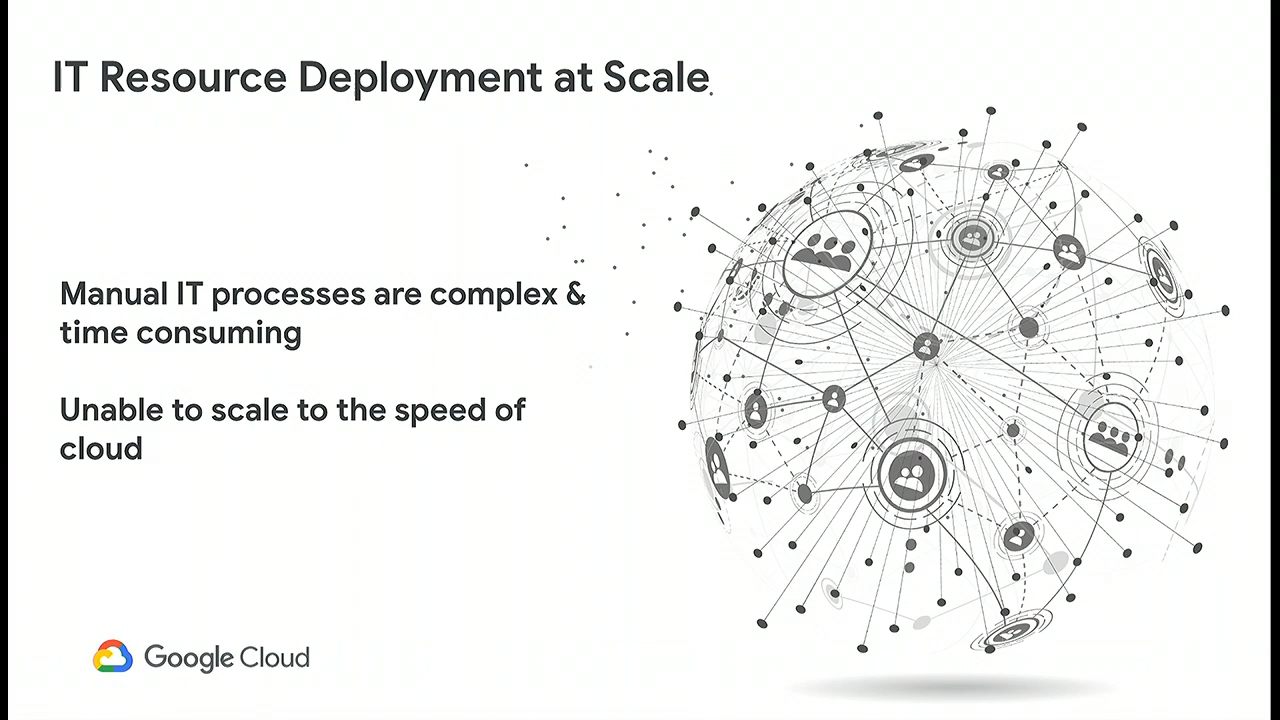 IT Resource Deployment at Scale
Manual IT processes are complex &
time consuming
Unable to scale to the speed of
cloud
Google Cloud